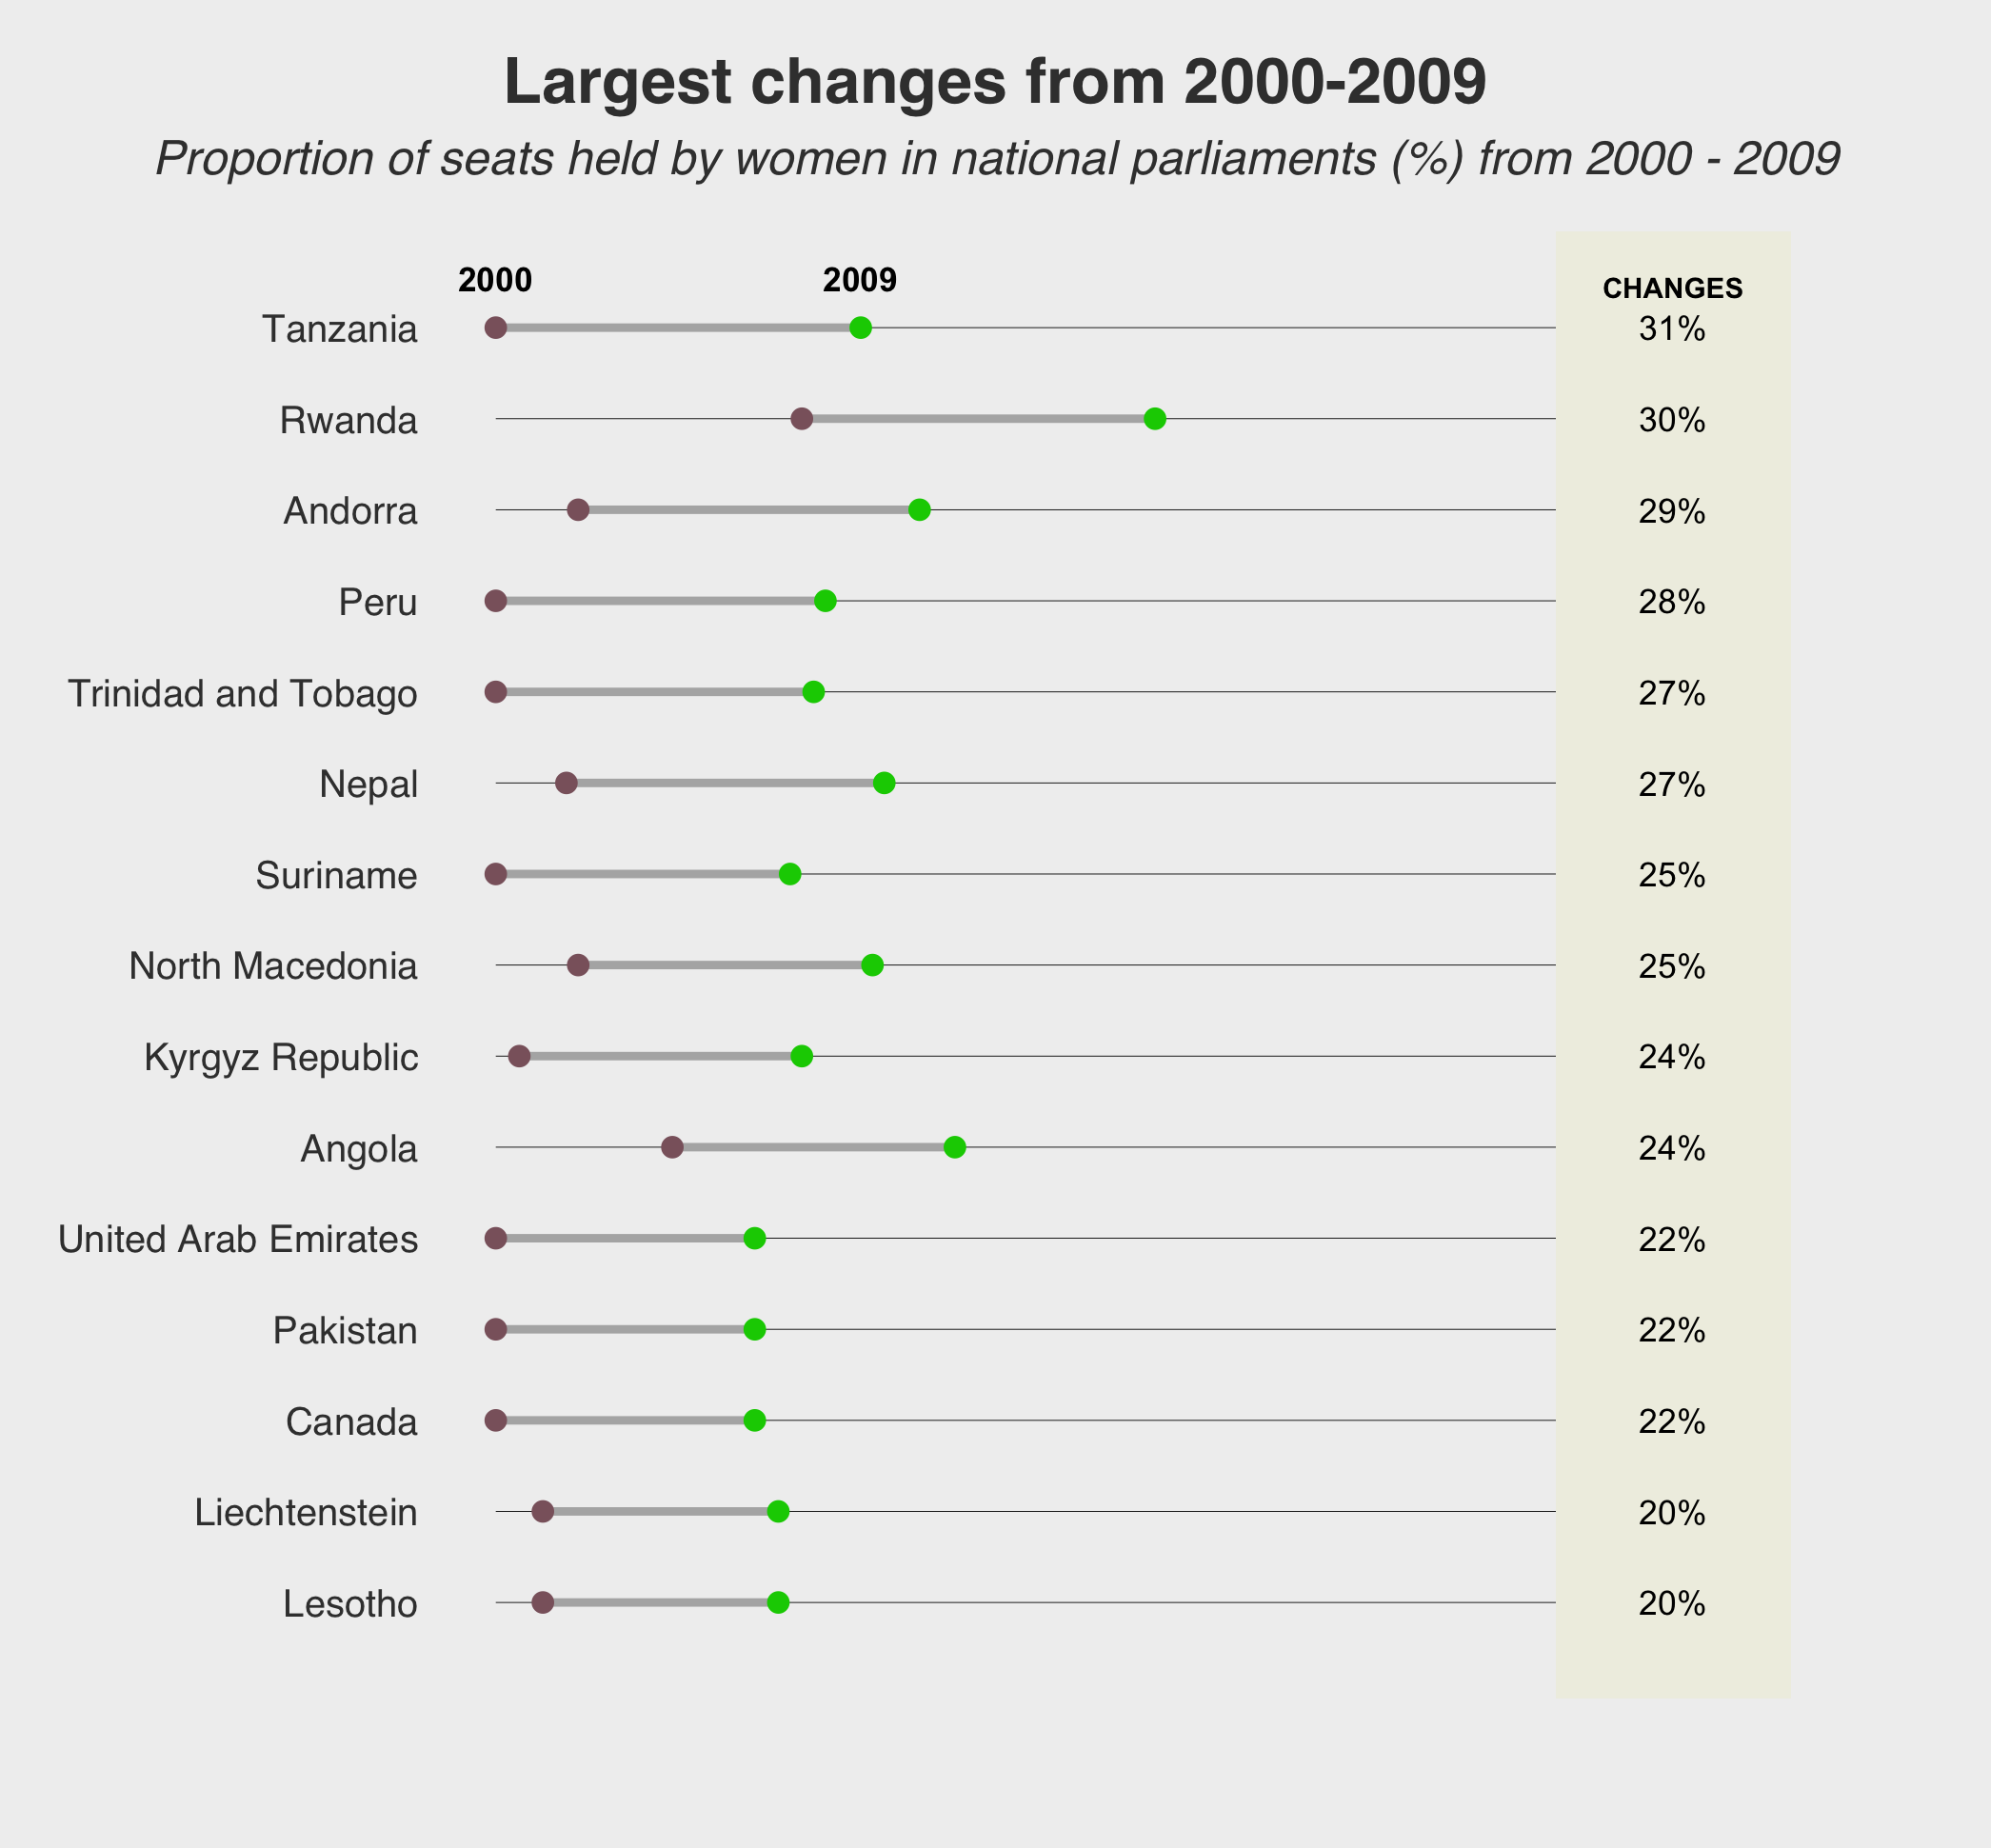 Largest changes from 2000-2009
Proportion of seats held by women in national parliaments (%) from 2000 - 2009
2000 2009 CHANGES
Tanzania 31%
Rwanda 30%
Andorra 29%
Peru 28%
Trinidad and Tobago 27%
Nepal 27%
Suriname 25%
North Macedonia 25%
Kyrgyz Republic 24%
Angola 24%
United Arab Emirates 22%
Pakistan 22%
Canada 22%
Liechtenstein 20%
Lesotho 20%